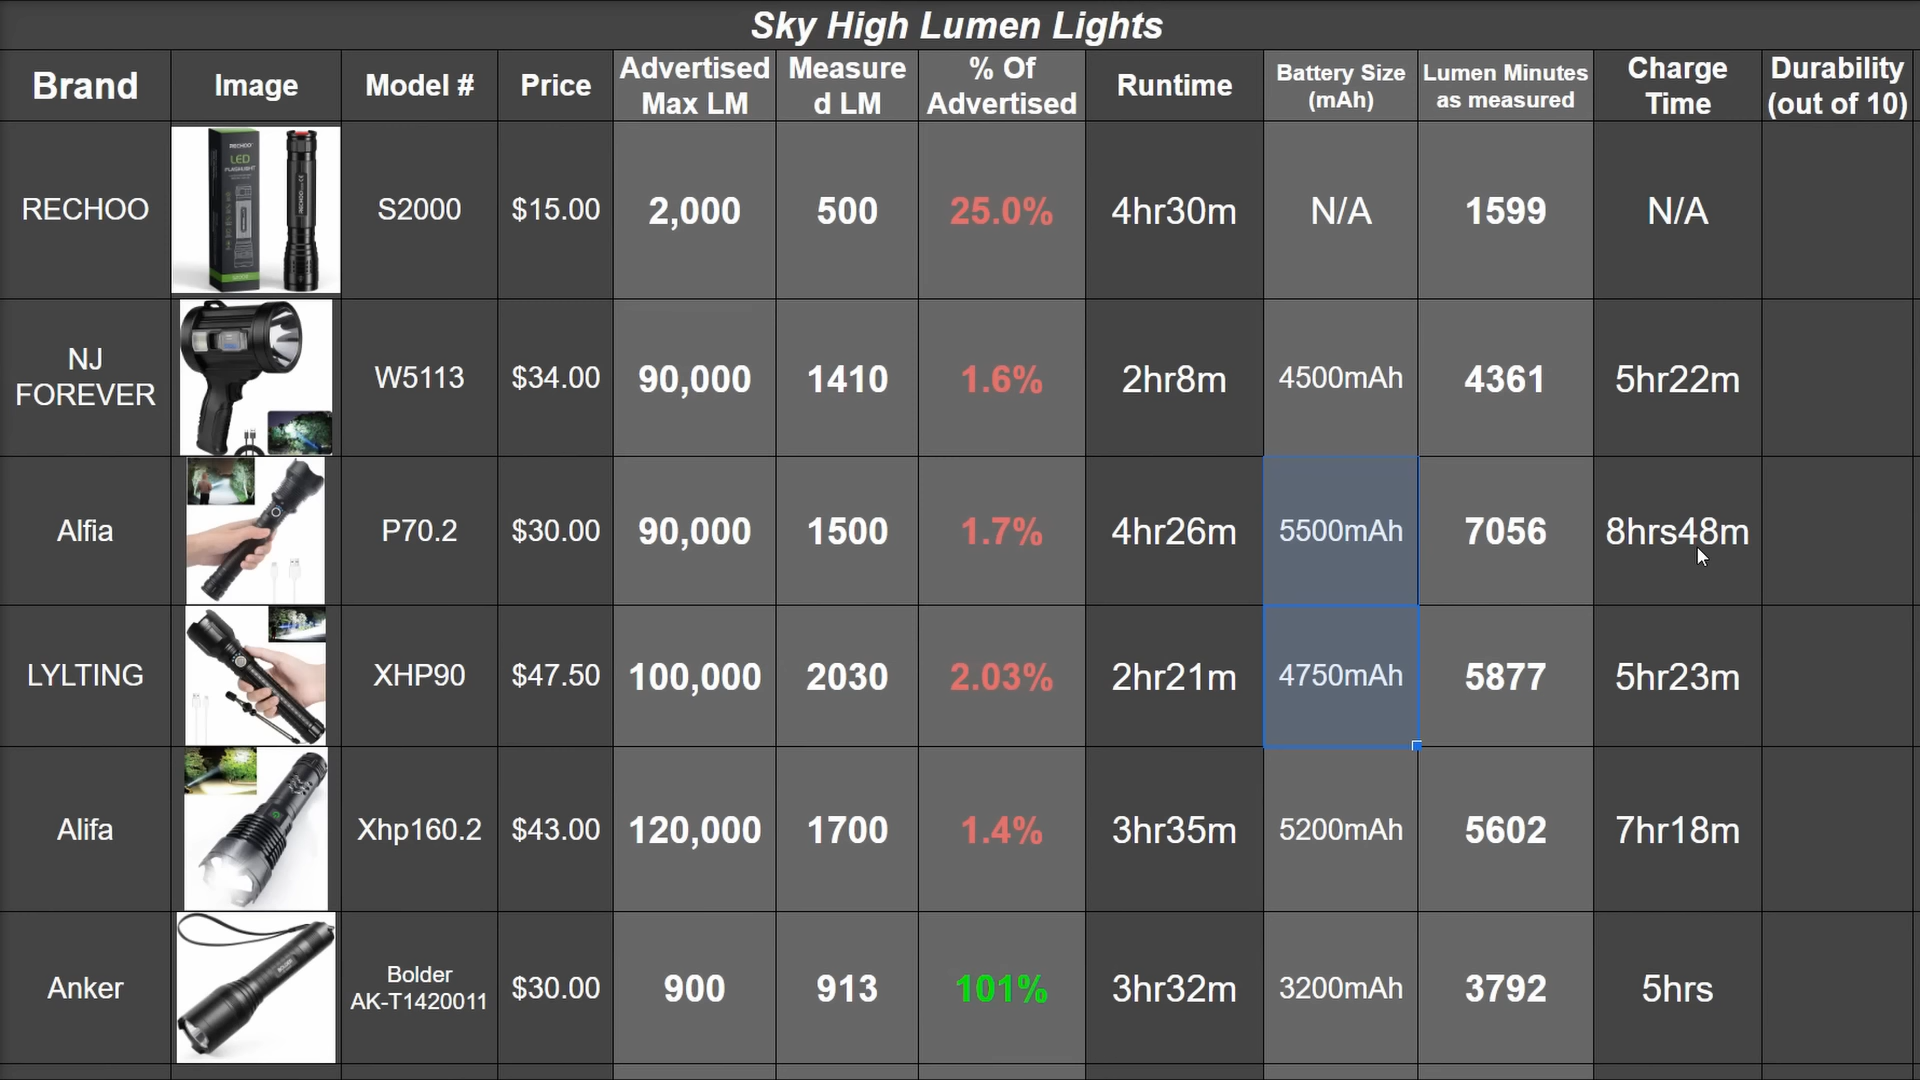 Sky High Lumen Lights
Brand Image Model # Price Advertised Max LM Measured LM % Of Advertised Runtime Battery Size (mAh) Lumen Minutes as measured Charge Time Durability (out of 10)
RECHOO
LED
FLASHLIGHT
RECHOO S2000 $15.00 2,000 500 25.0% 4hr30m N/A 1599 N/A
NJ FOREVER W5113 $34.00 90,000 1410 1.6% 2hr8m 4500mAh 4361 5hr22m
Alfia P70.2 $30.00 90,000 1500 1.7% 4hr26m 5500mAh 7056 8hrs48m
LYLTING XHP90 $47.50 100,000 2030 2.03% 2hr21m 4750mAh 5877 5hr23m
Alifa Xhp160.2 $43.00 120,000 1700 1.4% 3hr35m 5200mAh 5602 7hr18m
Anker Bolder AK-T1420011 $30.00 900 913 101% 3hr32m 3200mAh 3792 5hrs